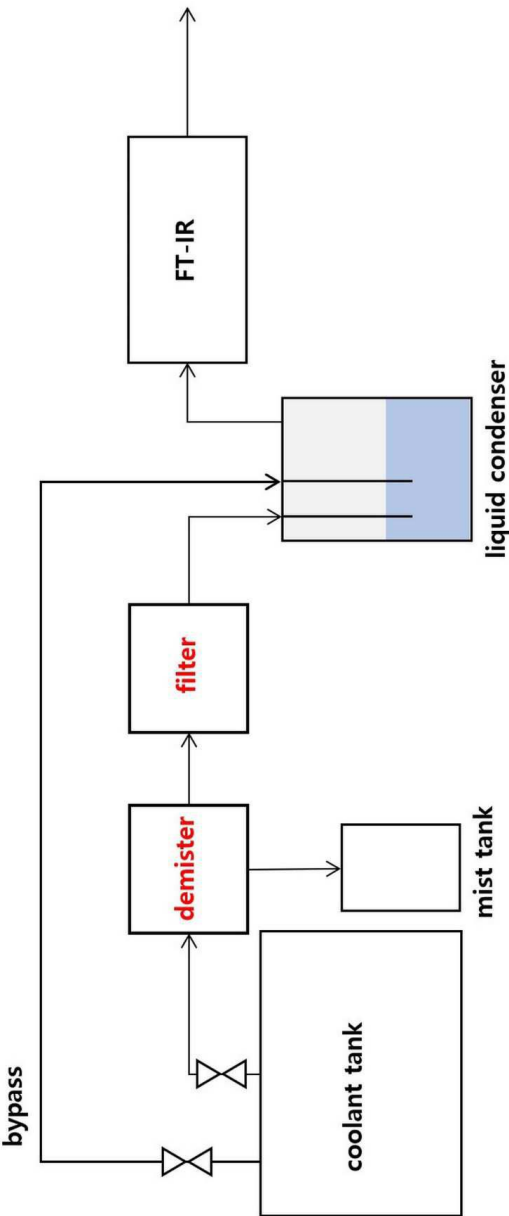 bypass
coolant tank
demister
mist tank
filter
liquid condenser
FT-IR